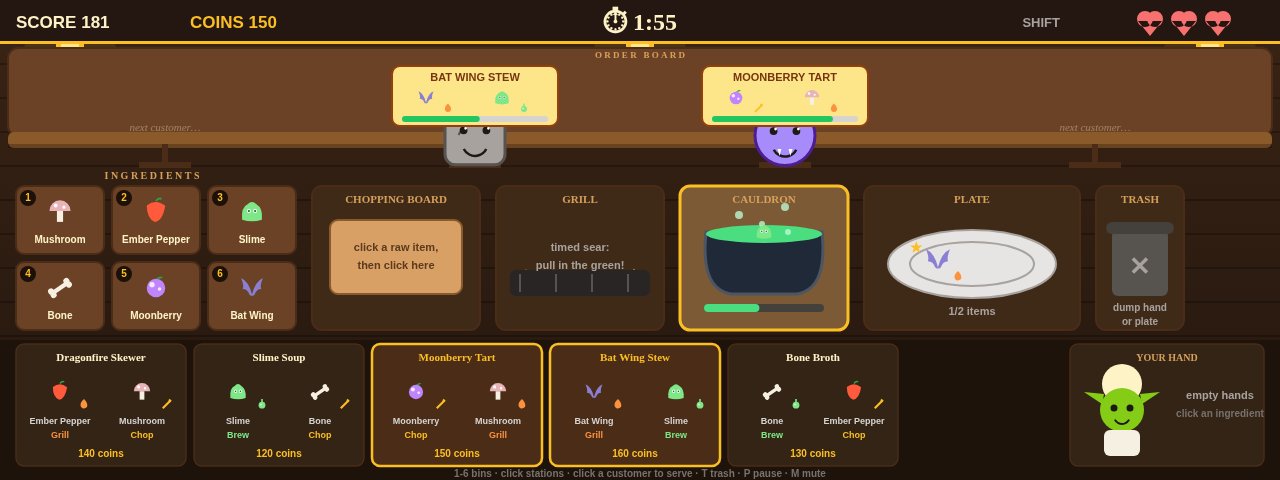 SCORE 181
COINS 150
1:55
SHIFT
ORDER BOARD
BAT WING STEW
MOONBERRY TART
next customer…
next customer…
INGREDIENTS
1
Mushroom
2
Ember Pepper
3
Slime
4
Bone
5
Moonberry
6
Bat Wing
CHOPPING BOARD
click a raw item,
then click here
GRILL
timed sear:
pull in the green!
CAULDRON
PLATE
1/2 items
TRASH
dump hand
or plate
Dragonfire Skewer
Ember Pepper
Grill
Mushroom
Chop
140 coins
Slime Soup
Slime
Brew
Bone
Chop
120 coins
Moonberry Tart
Moonberry
Chop
Mushroom
Grill
150 coins
Bat Wing Stew
Bat Wing
Grill
Slime
Brew
160 coins
Bone Broth
Bone
Brew
Ember Pepper
Chop
130 coins
YOUR HAND
empty hands
click an ingredient
1-6 bins · click stations · click a customer to serve · T trash · P pause · M mute